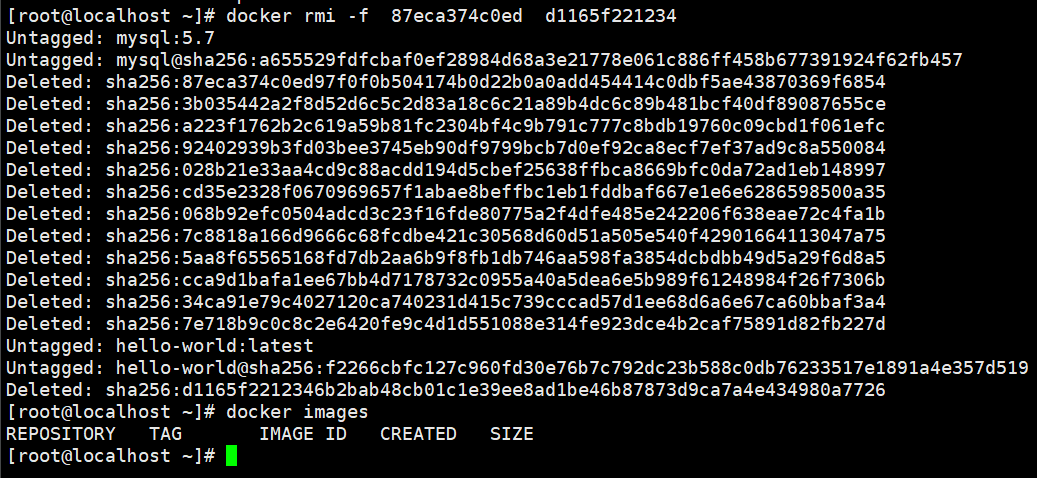 [root@localhost ~]# docker rmi -f  87eca374c0ed  d1165f221234
Untagged: mysql:5.7
Untagged: mysql@sha256:a655529fdfcbaf0ef28984d68a3e21778e061c886ff458b677391924f62fb457
Deleted: sha256:87eca374c0ed97f0f0b504174b0d22b0a0add454414c0dbf5ae43870369f6854
Deleted: sha256:3b035442a2f8d52d6c5c2d83a18c6c21a89b4dc6c89b481bcf40df89087655ce
Deleted: sha256:a223f1762b2c619a59b81fc2304bf4c9b791c777c8bdb19760c09cbd1f061efc
Deleted: sha256:92402939b3fd03bee3745eb90df9799bcb7d0ef92ca8ecf7ef37ad9c8a550084
Deleted: sha256:028b21e33aa4cd9c88acdd194d5cbef25638ffbca8669bfc0da72ad1eb148997
Deleted: sha256:cd35e2328f0670969657f1abae8beffbc1eb1fddbaf667e1e6e6286598500a35
Deleted: sha256:068b92efc0504adcd3c23f16fde80775a2f4dfe485e242206f638eae72c4fa1b
Deleted: sha256:7c8818a166d9666c68fcdbe421c30568d60d51a505e540f42901664113047a75
Deleted: sha256:5aa8f65565168fd7db2aa6b9f8fb1db746aa598fa3854dcbdbb49d5a29f6d8a5
Deleted: sha256:cca9d1bafa1ee67bb4d7178732c0955a40a5dea6e5b989f61248984f26f7306b
Deleted: sha256:34ca91e79c4027120ca740231d415c739cccad57d1ee68d6a6e67ca60bbaf3a4
Deleted: sha256:7e718b9c0c8c2e6420fe9c4d1d551088e314fe923dce4b2caf75891d82fb227d
Untagged: hello-world:latest
Untagged: hello-world@sha256:f2266cbfc127c960fd30e76b7c792dc23b588c0db76233517e1891a4e357d519
Deleted: sha256:d1165f2212346b2bab48cb01c1e39ee8ad1be46b87873d9ca7a4e434980a7726
[root@localhost ~]# docker images
REPOSITORY   TAG       IMAGE ID   CREATED   SIZE
[root@localhost ~]#